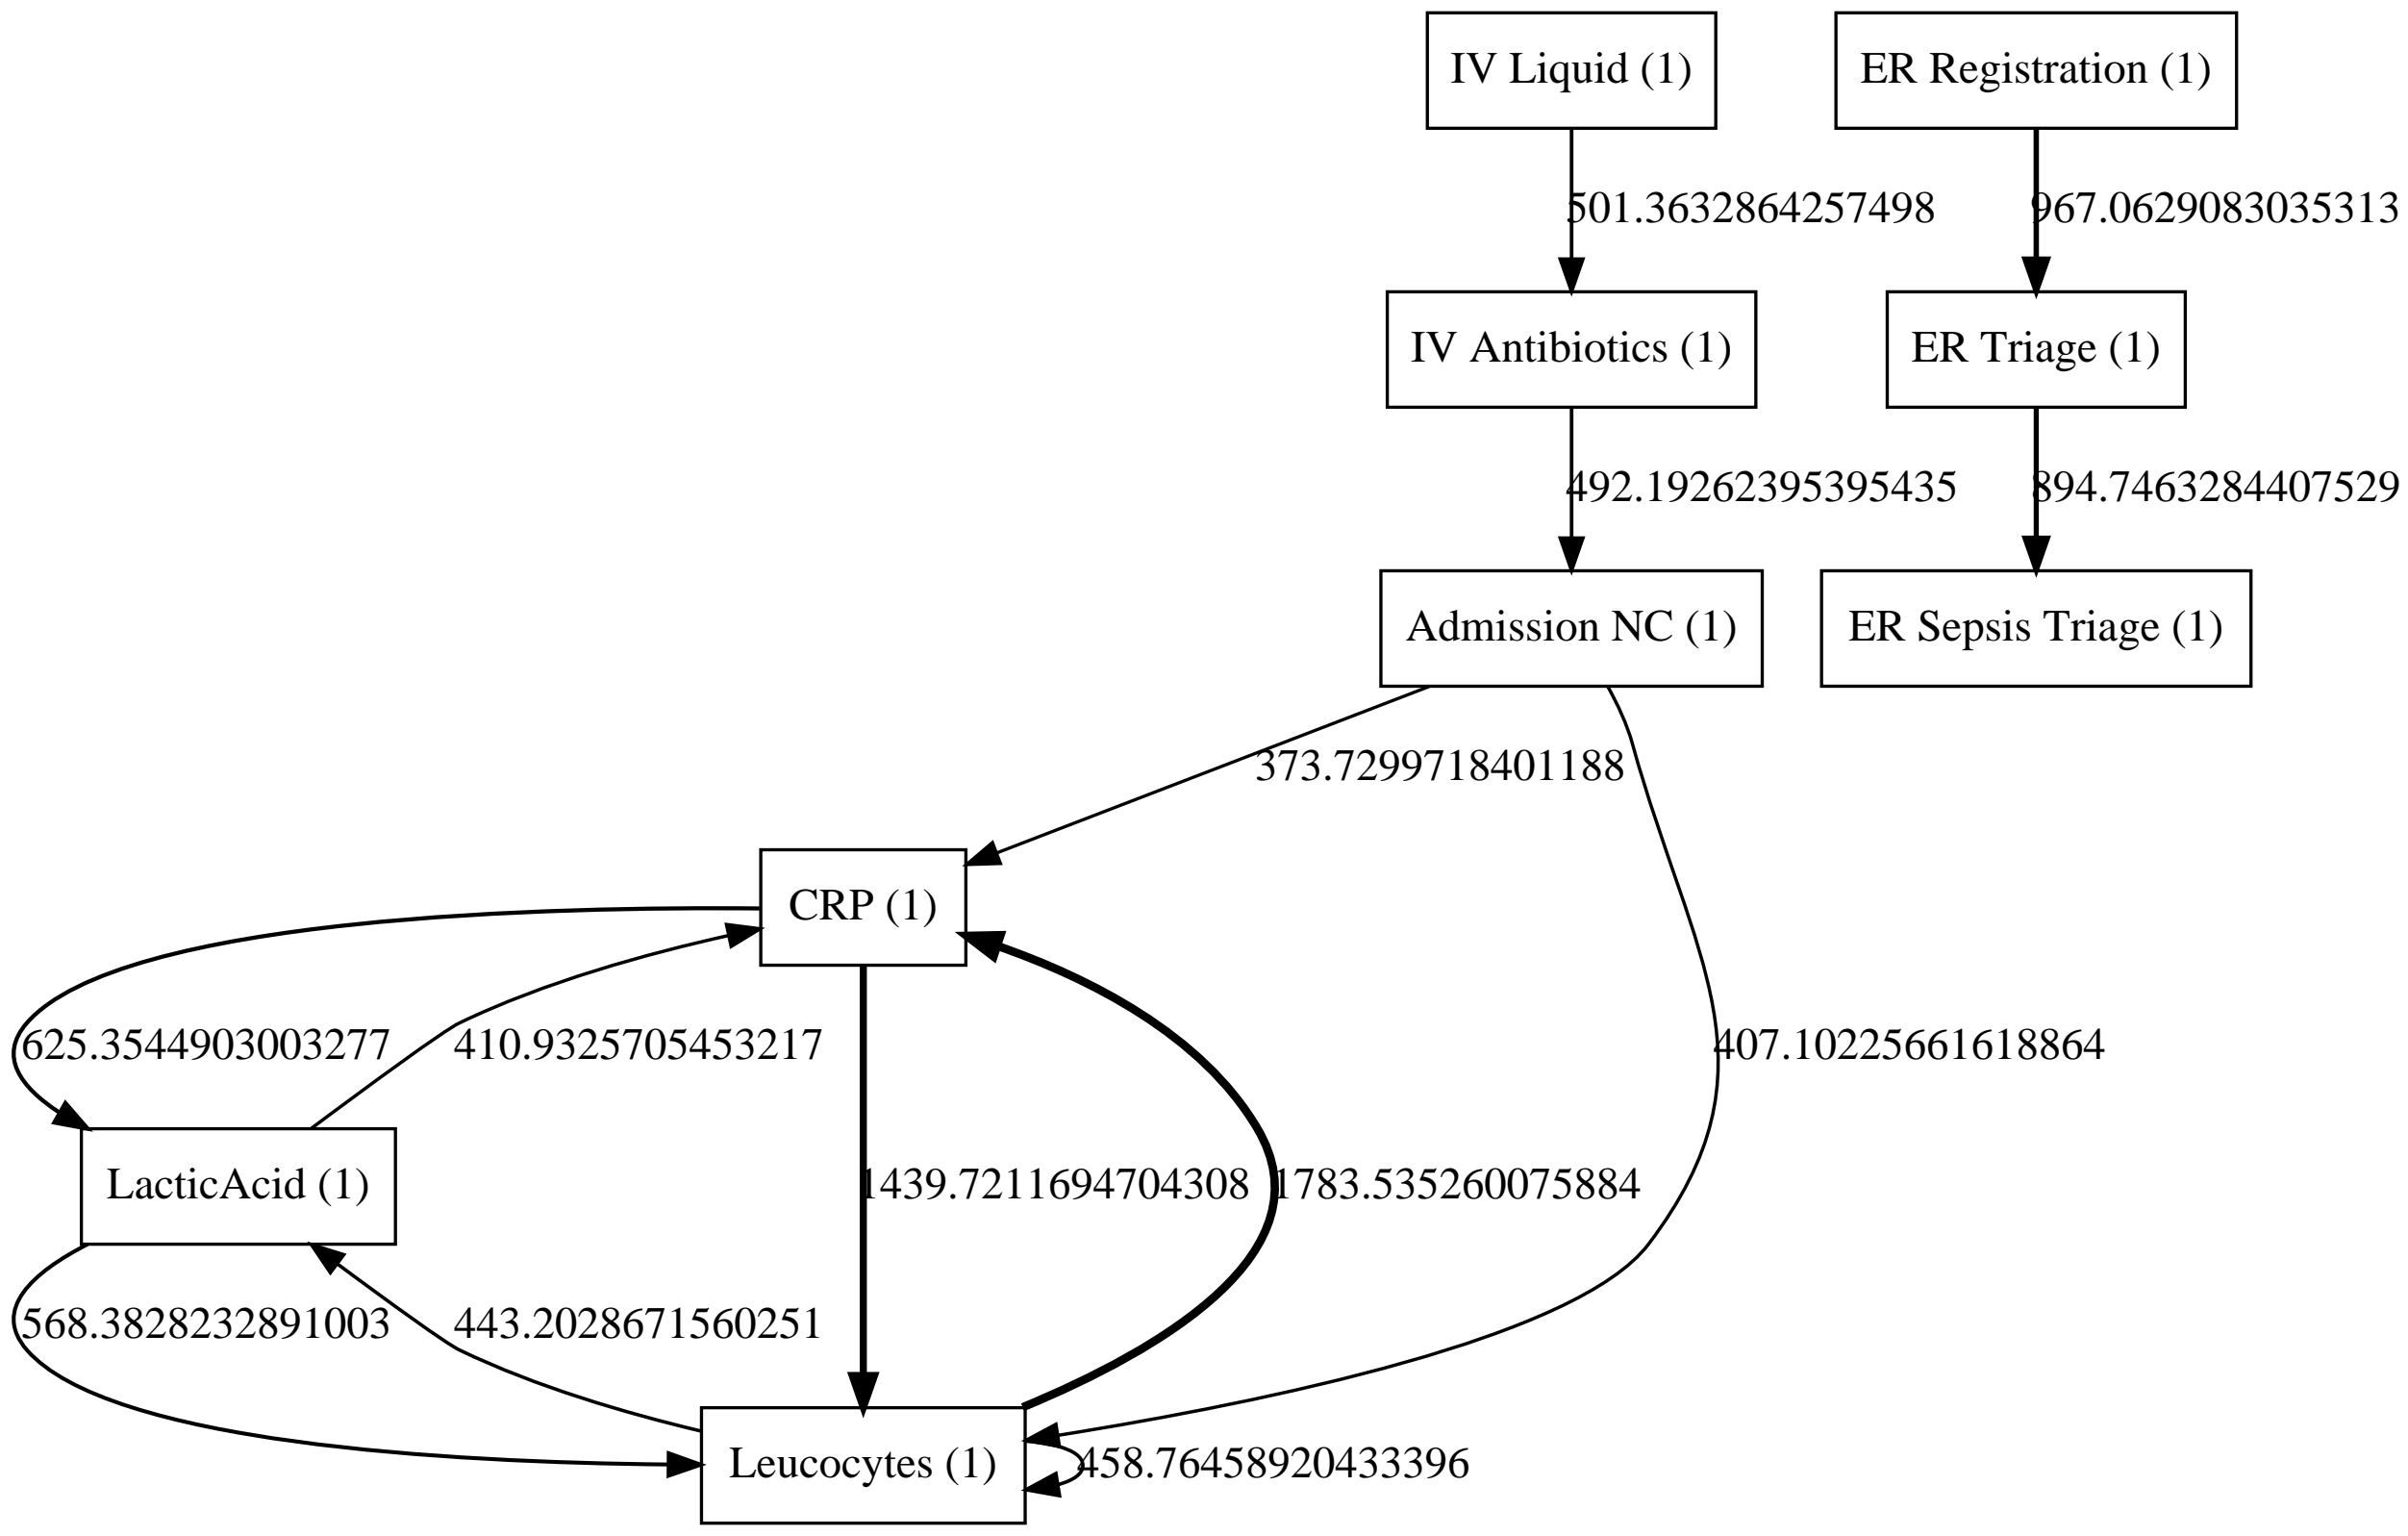 IV Liquid (1)
ER Registration (1)
501.3632864257498
967.0629083035313
IV Antibiotics (1)
ER Triage (1)
492.19262395395435
894.7463284407529
Admission NC (1)
ER Sepsis Triage (1)
373.7299718401188
CRP (1)
625.3544903003277
410.9325705453217
407.10225661618864
LacticAcid (1)
1439.7211694704308
1783.535260075884
568.3828232891003
443.2028671560251
Leucocytes (1)
458.76458920433396